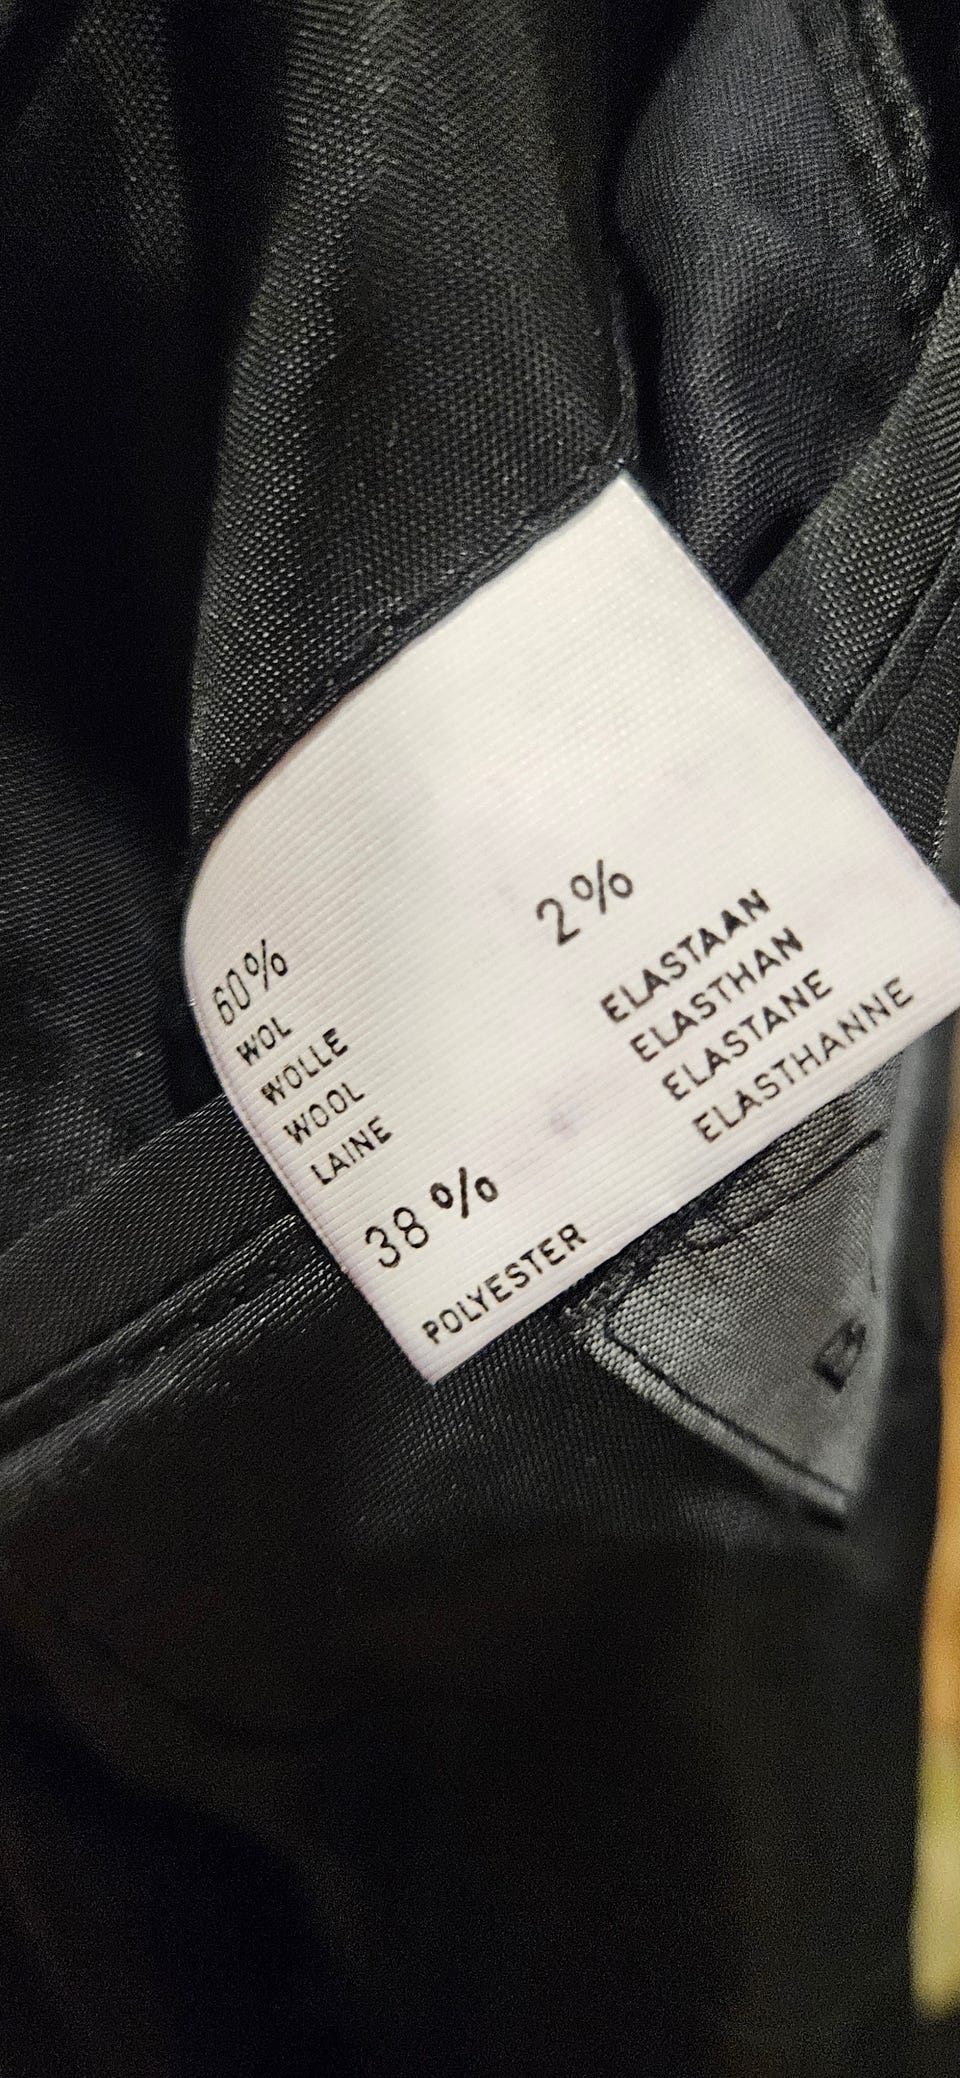 60%
WOL
WOLLE
WOOL
LAINE
38 %
POLYESTER
2%
ELASTAAN
ELASTHAN
ELASTANE
ELASTHANNE